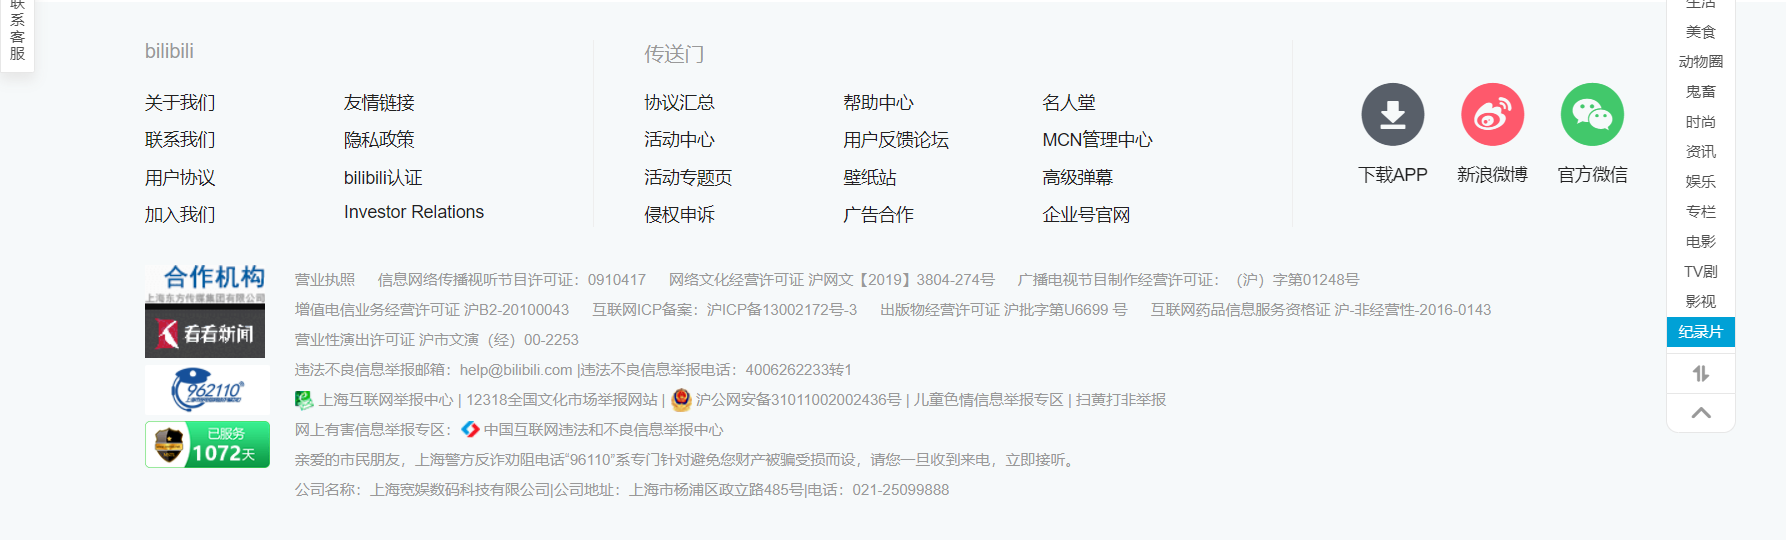 联系客服
bilibili
关于我们 友情链接
联系我们 隐私政策
用户协议 bilibili认证
加入我们 Investor Relations
传送门
协议汇总 帮助中心 名人堂
活动中心 用户反馈论坛 MCN管理中心
活动专题页 壁纸站 高级弹幕
侵权申诉 广告合作 企业号官网
下载APP 新浪微博 官方微信
合作机构
上海东方传媒集团有限公司
看看新闻
962110
已服务
1072天
营业执照 信息网络传播视听节目许可证：0910417 网络文化经营许可证 沪网文【2019】3804-274号 广播电视节目制作经营许可证：（沪）字第01248号
增值电信业务经营许可证 沪B2-20100043 互联网ICP备案：沪ICP备13002172号-3 出版物经营许可证 沪批字第U6699 号 互联网药品信息服务资格证 沪-非经营性-2016-0143
营业性演出许可证 沪市文演（经）00-2253
违法不良信息举报邮箱：help@bilibili.com |违法不良信息举报电话：4006262233转1
上海互联网举报中心 | 12318全国文化市场举报网站 | 沪公网安备31011002002436号 | 儿童色情信息举报专区 | 扫黄打非举报
网上有害信息举报专区： 中国互联网违法和不良信息举报中心
亲爱的市民朋友，上海警方反诈劝阻电话“96110”系专门针对避免您财产被骗受损而设，请您一旦收到来电，立即接听。
公司名称：上海宽娱数码科技有限公司|公司地址：上海市杨浦区政立路485号|电话：021-25099888
生活
美食
动物圈
鬼畜
时尚
资讯
娱乐
专栏
电影
TV剧
影视
纪录片